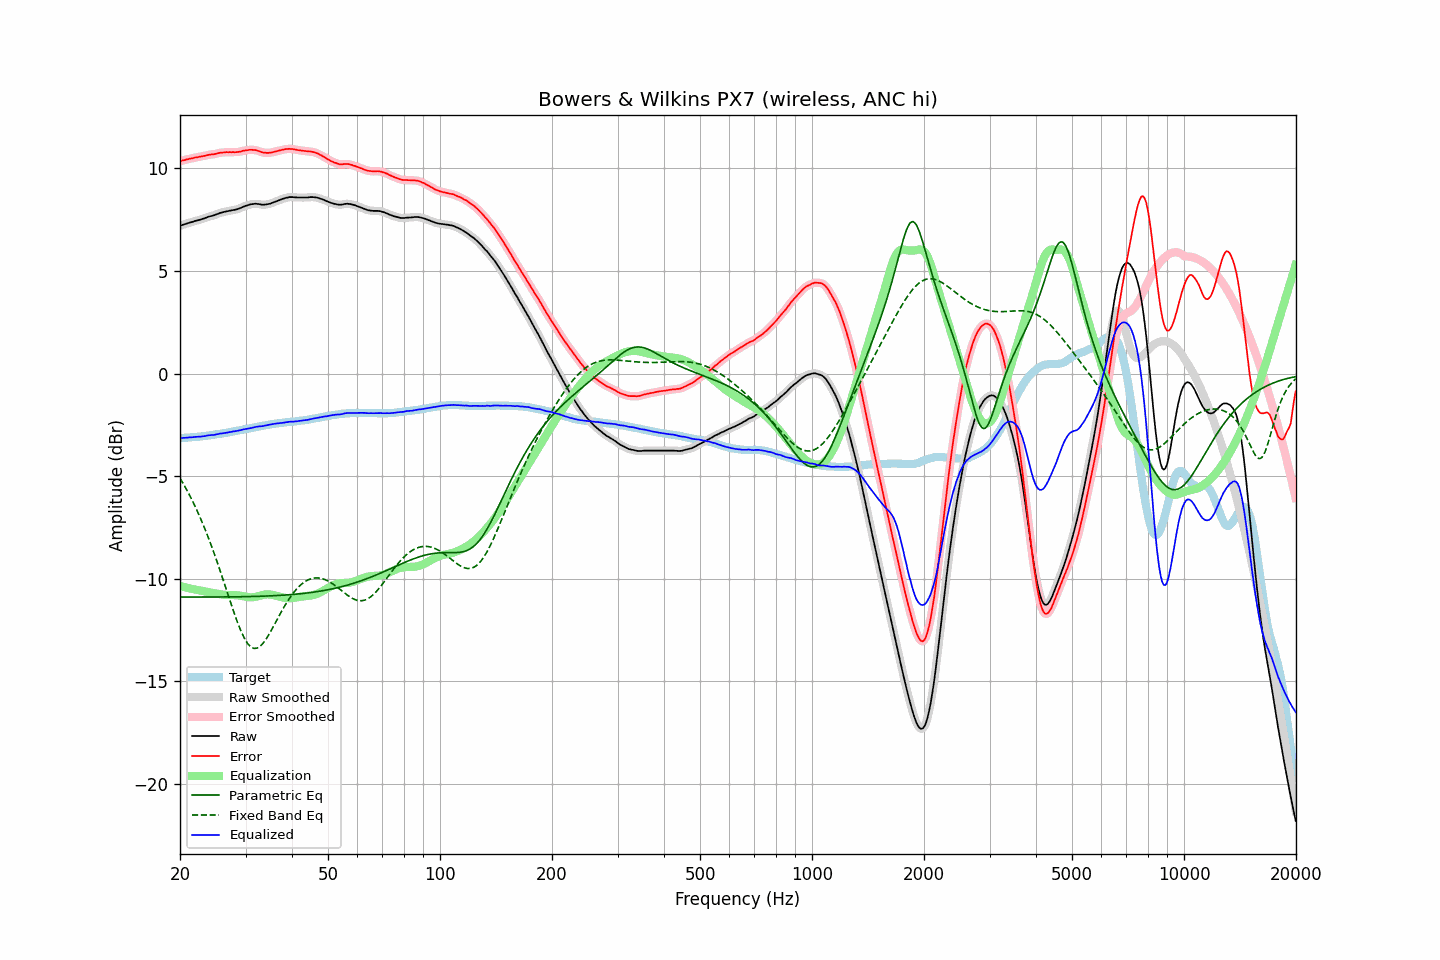 Bowers & Wilkins PX7 (wireless, ANC hi)
Amplitude (dBr)
10
5
0
−5
−10
−15
−20
Target
Raw Smoothed
Error Smoothed
Raw
Error
Equalization
Parametric Eq
Fixed Band Eq
Equalized
20 50 100 200 500 1000 2000 5000 10000 20000
Frequency (Hz)